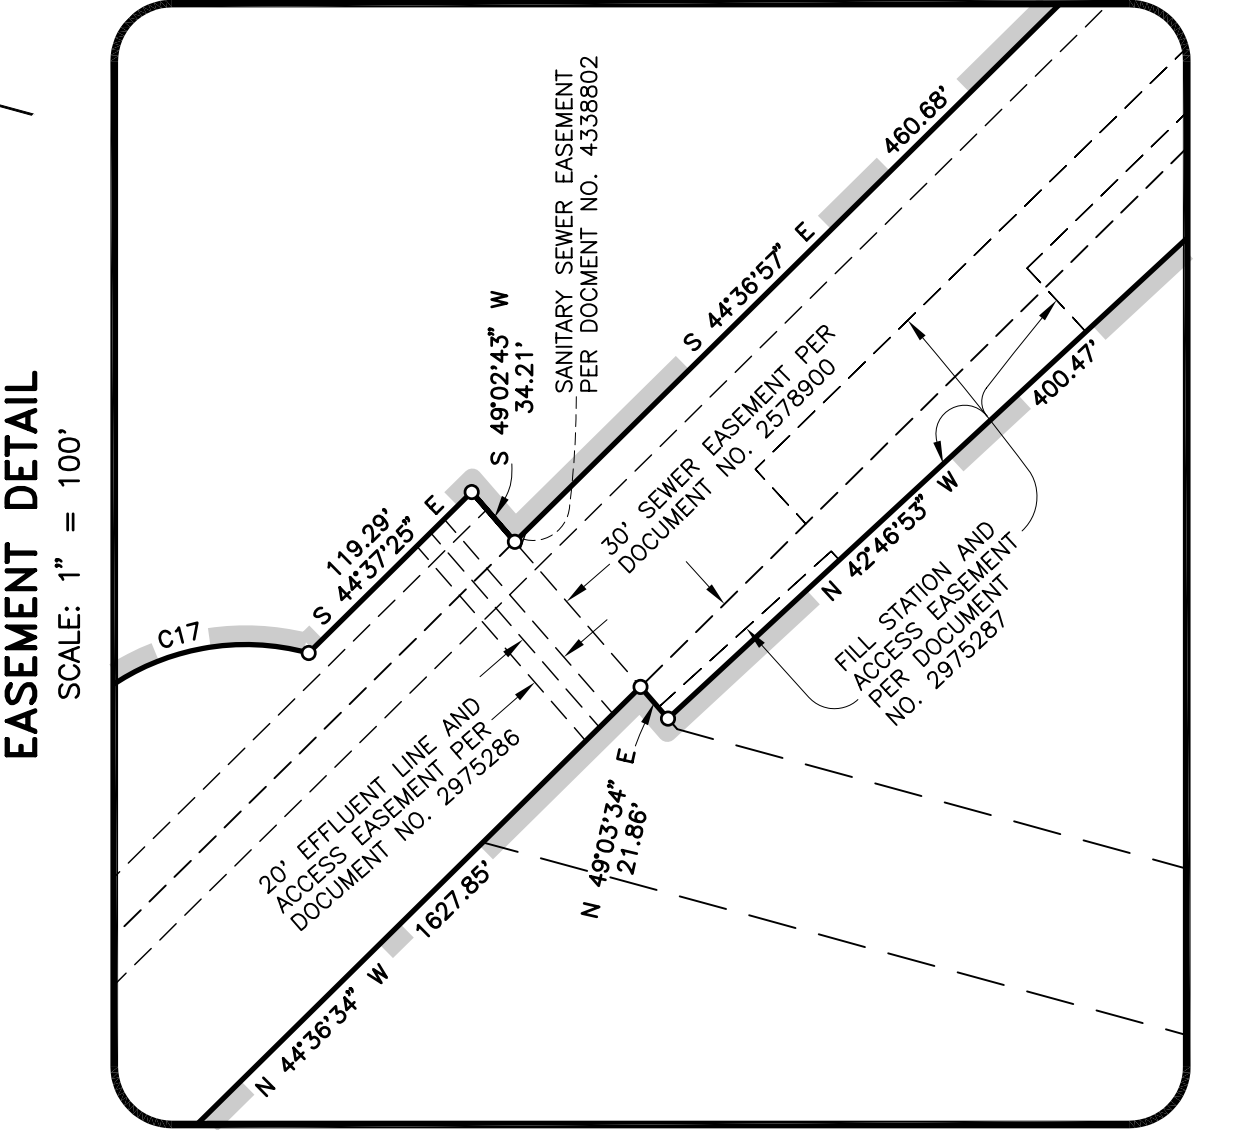 EASEMENT DETAIL
SCALE: 1" = 100'
C17
119.29'
S 44°37'25" E
S 49°02'43" W
34.21'
SANITARY SEWER EASEMENT
PER DOCMENT NO. 4338802
460.68'
S 44°36'57" E
30' SEWER EASEMENT PER
DOCUMENT NO. 2578900
400.47'
N 42°46'53" W
FILL STATION AND
ACCESS EASEMENT
PER DOCUMENT
NO. 2975287
20' EFFLUENT LINE AND
ACCESS EASEMENT PER
DOCUMENT NO. 2975286
N 49°03'34" E
21.86'
1627.85'
N 44°36'34" W